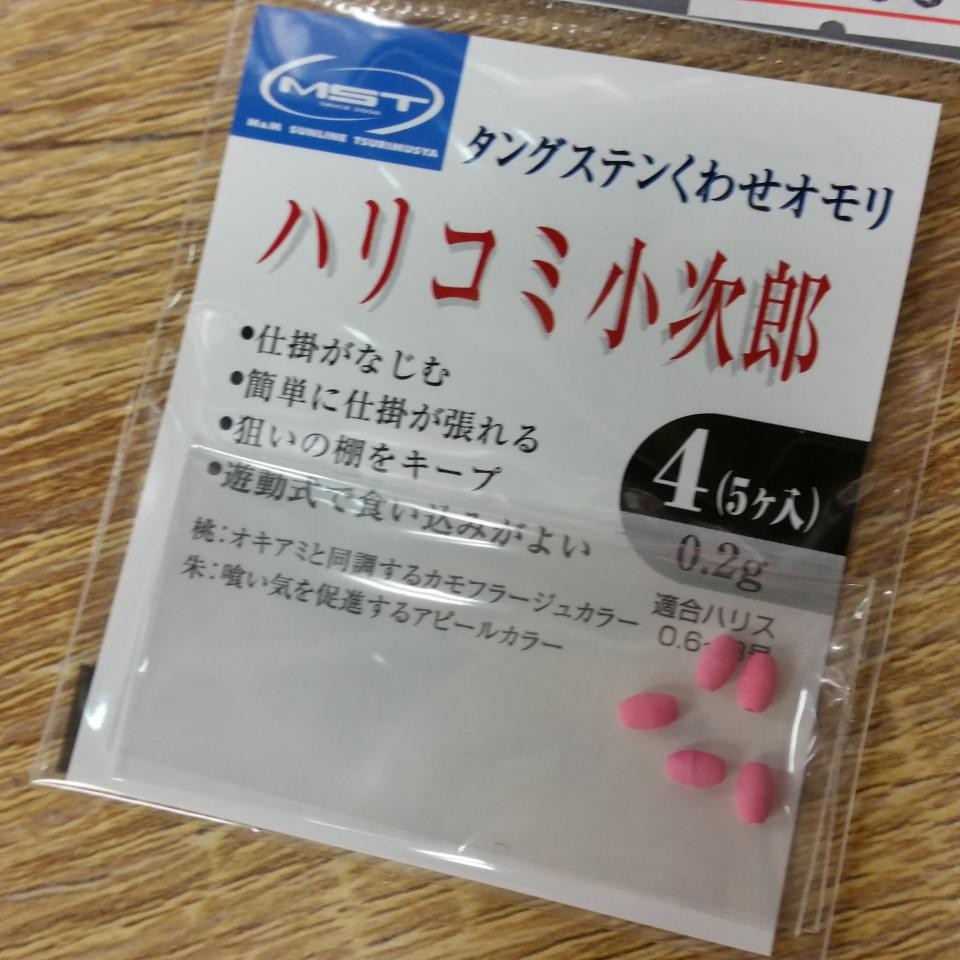 MST
SINCE 2000
M&M SUNLINE TSURIMUSYA
タングステンくわせオモリ
ハリコミ小次郎
●仕掛がなじむ
●簡単に仕掛が張れる
●狙いの棚をキープ
●遊動式で食い込みがよい
桃：オキアミと同調するカモフラージュカラー
朱：喰い気を促進するアピールカラー
4(5ヶ入)
0.2g
適合ハリス
0.6
号